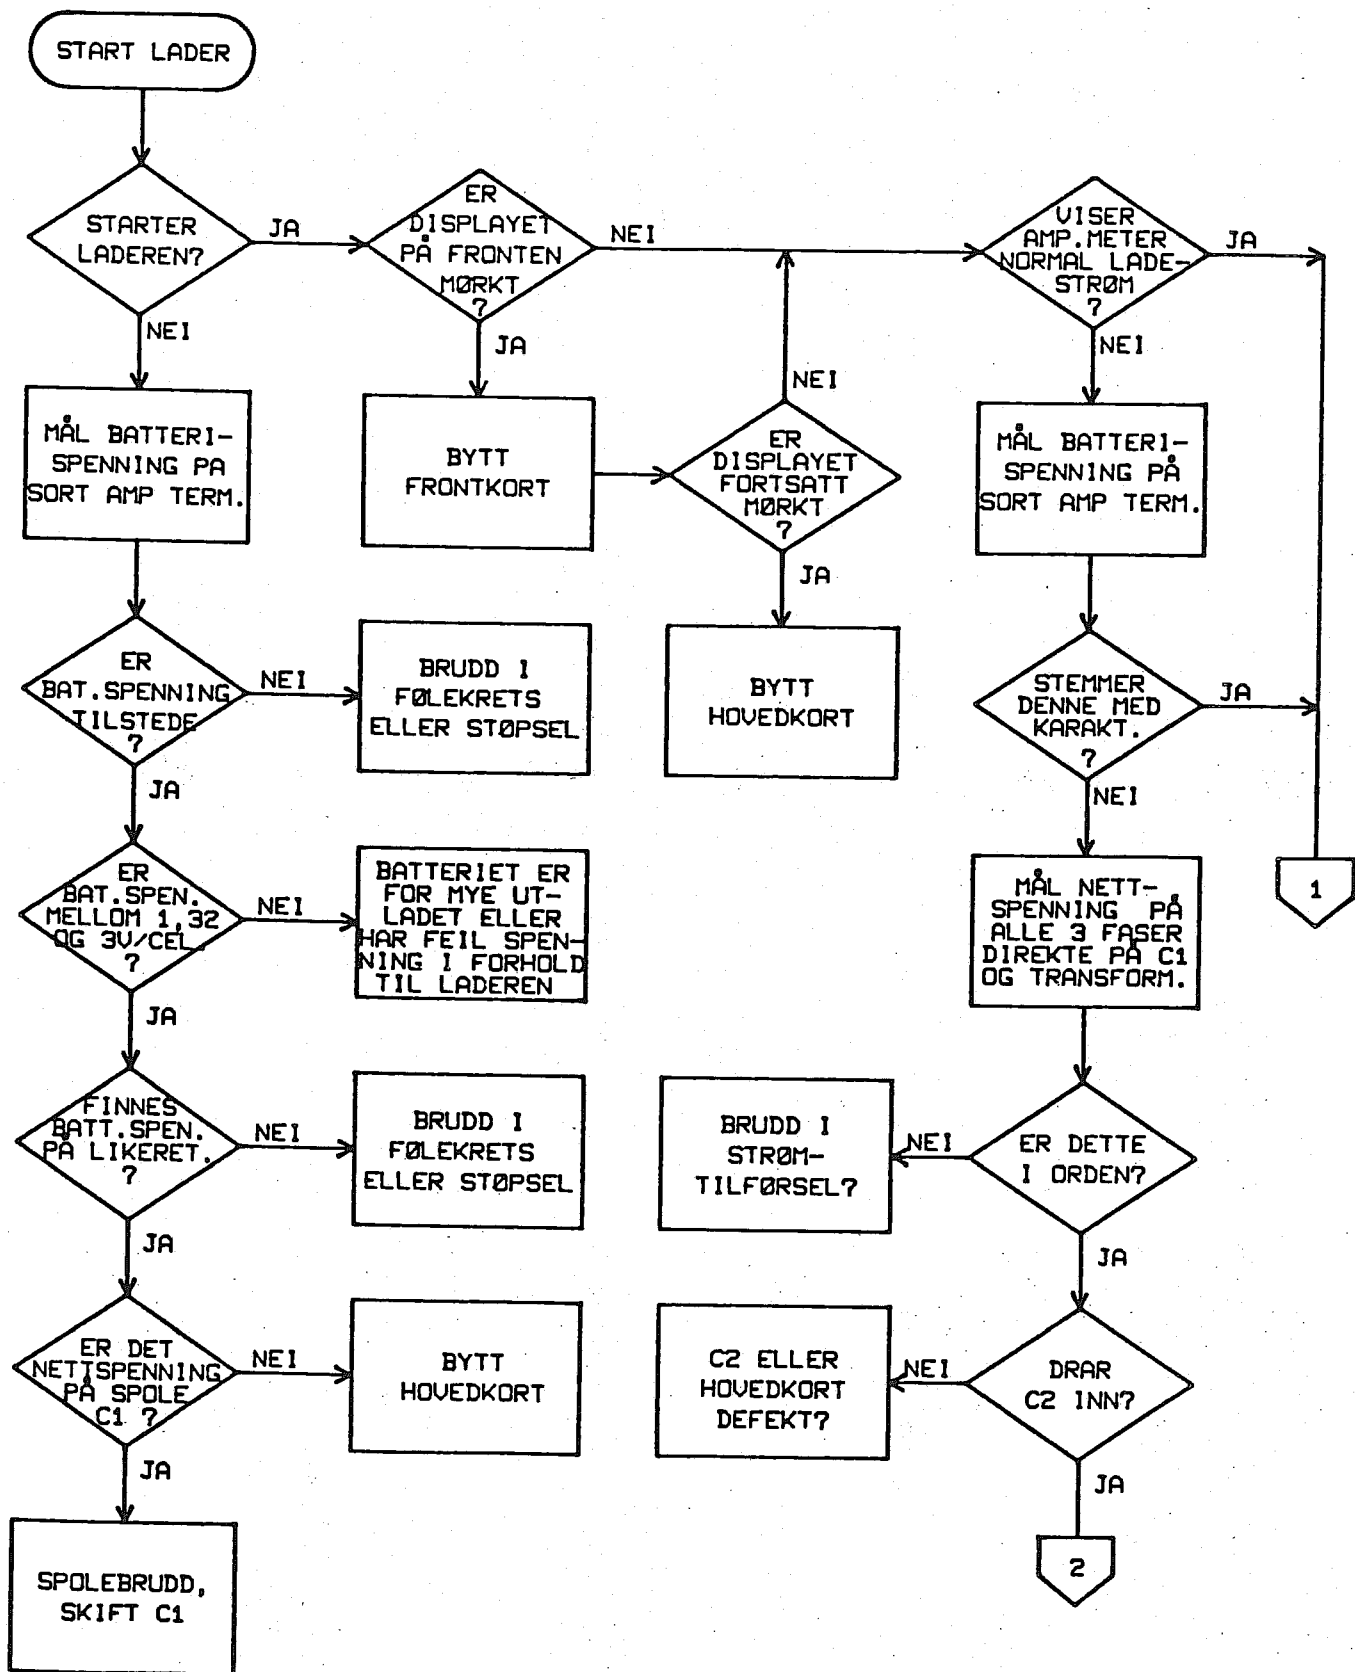 START LADER
STARTER
LADEREN?
JA
NEI
ER
DISPLAYET
PÅ FRONTEN
MØRKT
?
NEI
JA
VISER
AMP.METER
NORMAL LADE-
STRØM
?
JA
NEI
MÅL BATTERI-
SPENNING PA
SORT AMP TERM.
BYTT
FRONTKORT
NEI
ER
DISPLAYET
FORTSATT
MØRKT
?
JA
MÅL BATTERI-
SPENNING PÅ
SORT AMP TERM.
ER
BAT.SPENNING
TILSTEDE
?
NEI
JA
BRUDD I
FØLEKRETS
ELLER STØPSEL
BYTT
HOVEDKORT
STEMMER
DENNE MED
KARAKT.
?
JA
NEI
ER
BAT.SPEN.
MELLOM 1,32
OG 3V/CEL.
?
NEI
JA
BATTERIET ER
FOR MYE UT-
LADET ELLER
HAR FEIL SPEN-
NING I FORHOLD
TIL LADEREN
MÅL NETT-
SPENNING PÅ
ALLE 3 FASER
DIREKTE PÅ C1
OG TRANSFORM.
1
FINNES
BATT.SPEN.
PÅ LIKERET.
?
NEI
JA
BRUDD I
FØLEKRETS
ELLER STØPSEL
BRUDD I
STRØM-
TILFØRSEL?
NEI
ER DETTE
I ORDEN?
JA
ER DET
NETTSPENNING
PÅ SPOLE
C1 ?
NEI
JA
BYTT
HOVEDKORT
C2 ELLER
HOVEDKORT
DEFEKT?
NEI
DRAR
C2 INN?
JA
SPOLEBRUDD,
SKIFT C1
2